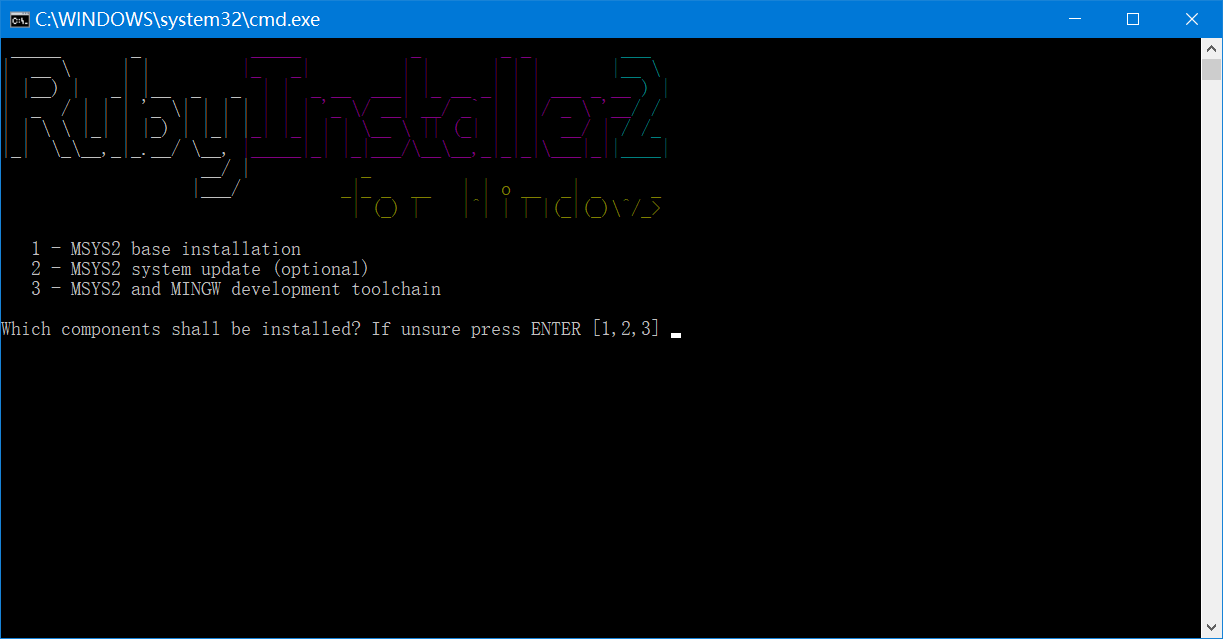 C:\WINDOWS\system32\cmd.exe
RubyInstaller2
for Windows
1 - MSYS2 base installation
2 - MSYS2 system update (optional)
3 - MSYS2 and MINGW development toolchain
Which components shall be installed? If unsure press ENTER [1,2,3]